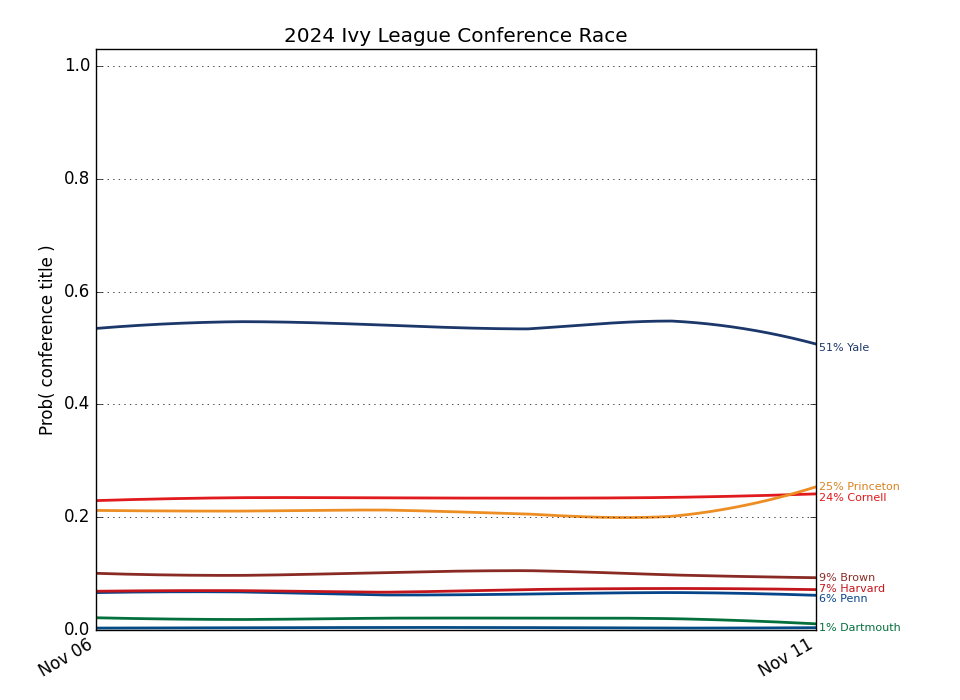 2024 Ivy League Conference Race
Prob( conference title )
1.0
0.8
0.6
0.4
0.2
0.0
51% Yale
25% Princeton
24% Cornell
9% Brown
7% Harvard
6% Penn
1% Dartmouth
Nov 06
Nov 11